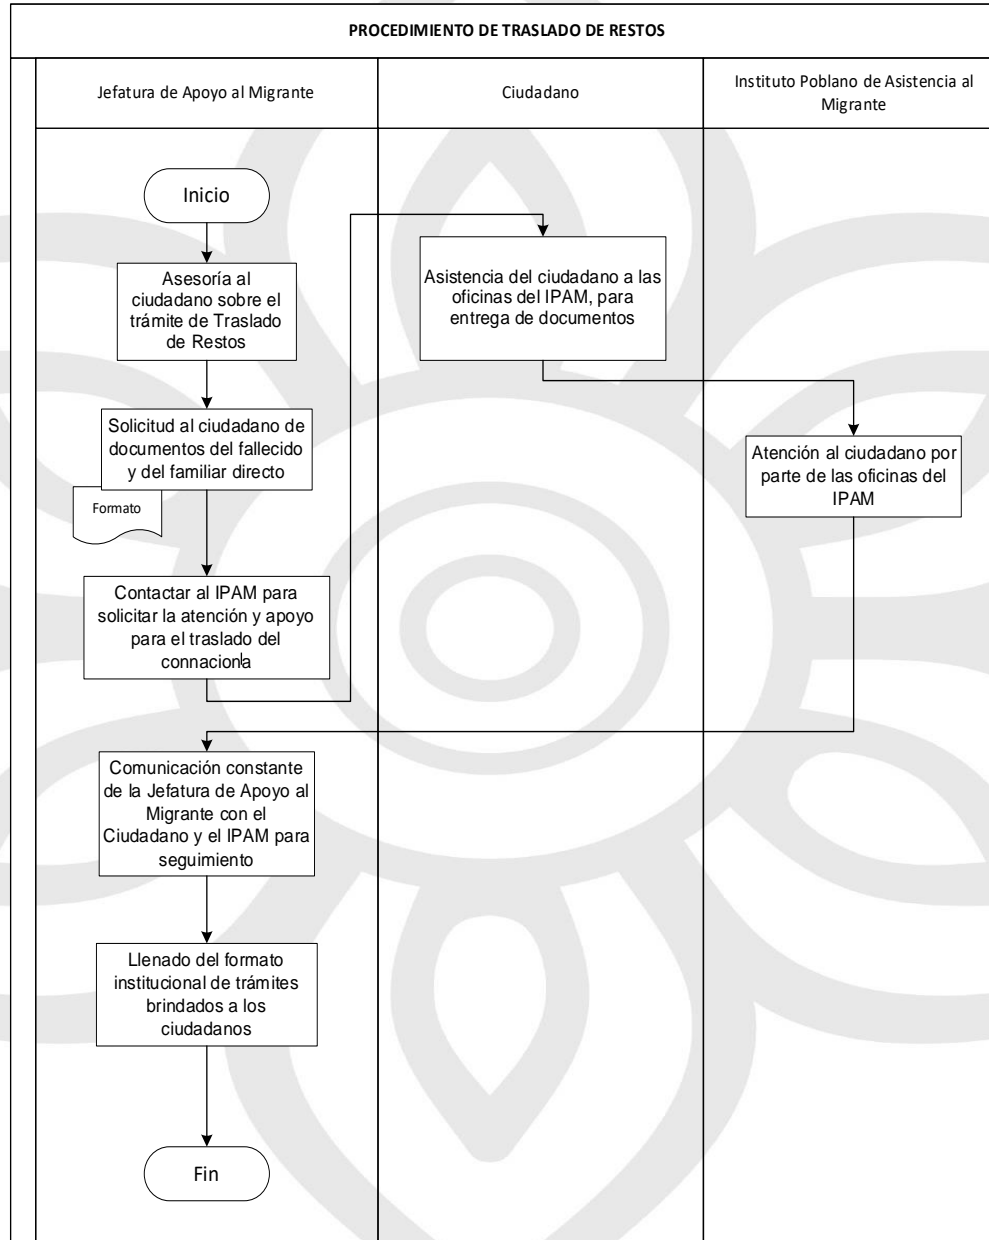 PROCEDIMIENTO DE TRASLADO DE RESTOS
Jefatura de Apoyo al Migrante
Ciudadano
Instituto Poblano de Asistencia al
Migrante
Inicio
Asesoría al
ciudadano sobre el
trámite de Traslado
de Restos
Solicitud al ciudadano de
documentos del fallecido
y del familiar directo
Formato
Contactar al IPAM para
solicitar la atención y apoyo
para el traslado del
connacionla
Asistencia del ciudadano a las
oficinas del IPAM, para
entrega de documentos
Atención al ciudadano por
parte de las oficinas del
IPAM
Comunicación constante
de la Jefatura de Apoyo al
Migrante con el
Ciudadano y el IPAM para
seguimiento
Llenado del formato
institucional de trámites
brindados a los
ciudadanos
Fin